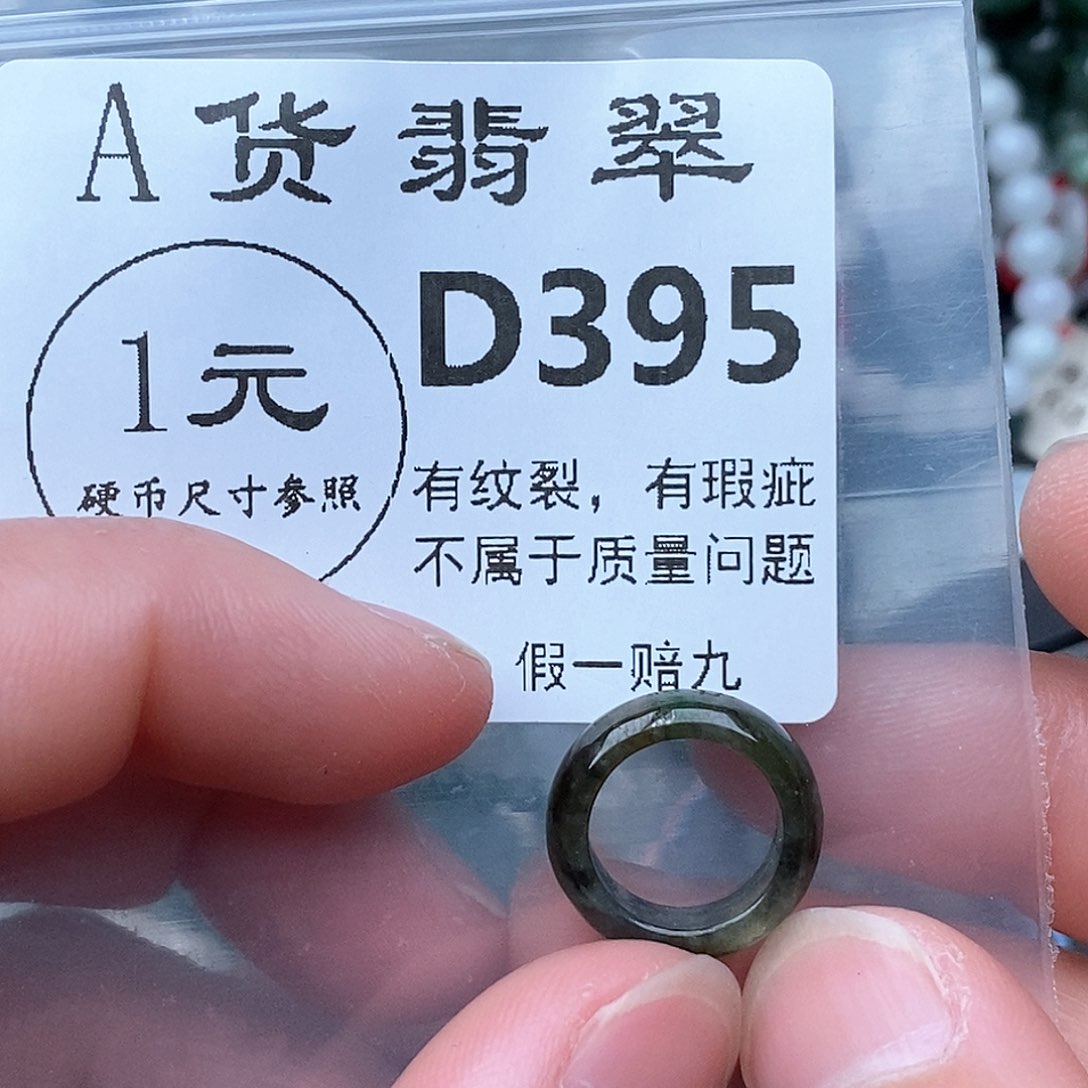 A货翡翠
1元
硬币尺寸参照
D395
有纹裂，有瑕疵
不属于质量问题
假一赔九